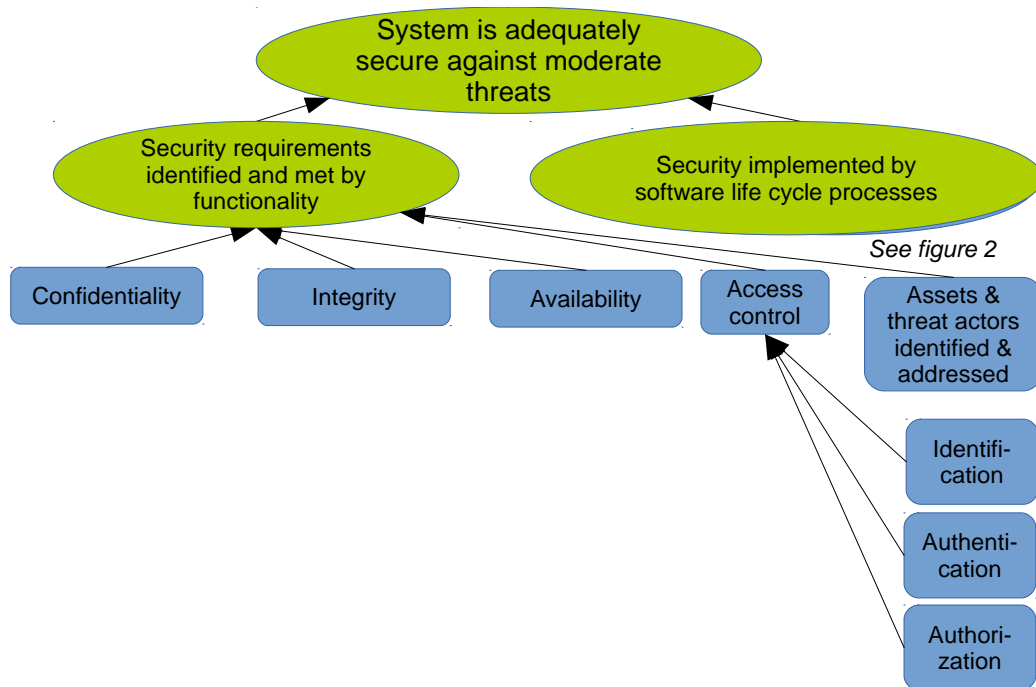 System is adequately
secure against moderate
threats
Security requirements
identified and met by
functionality
Security implemented by
software life cycle processes
See figure 2
Confidentiality
Integrity
Availability
Access
control
Assets &
threat actors
identified &
addressed
Identifi-
cation
Authenti-
cation
Authori-
zation